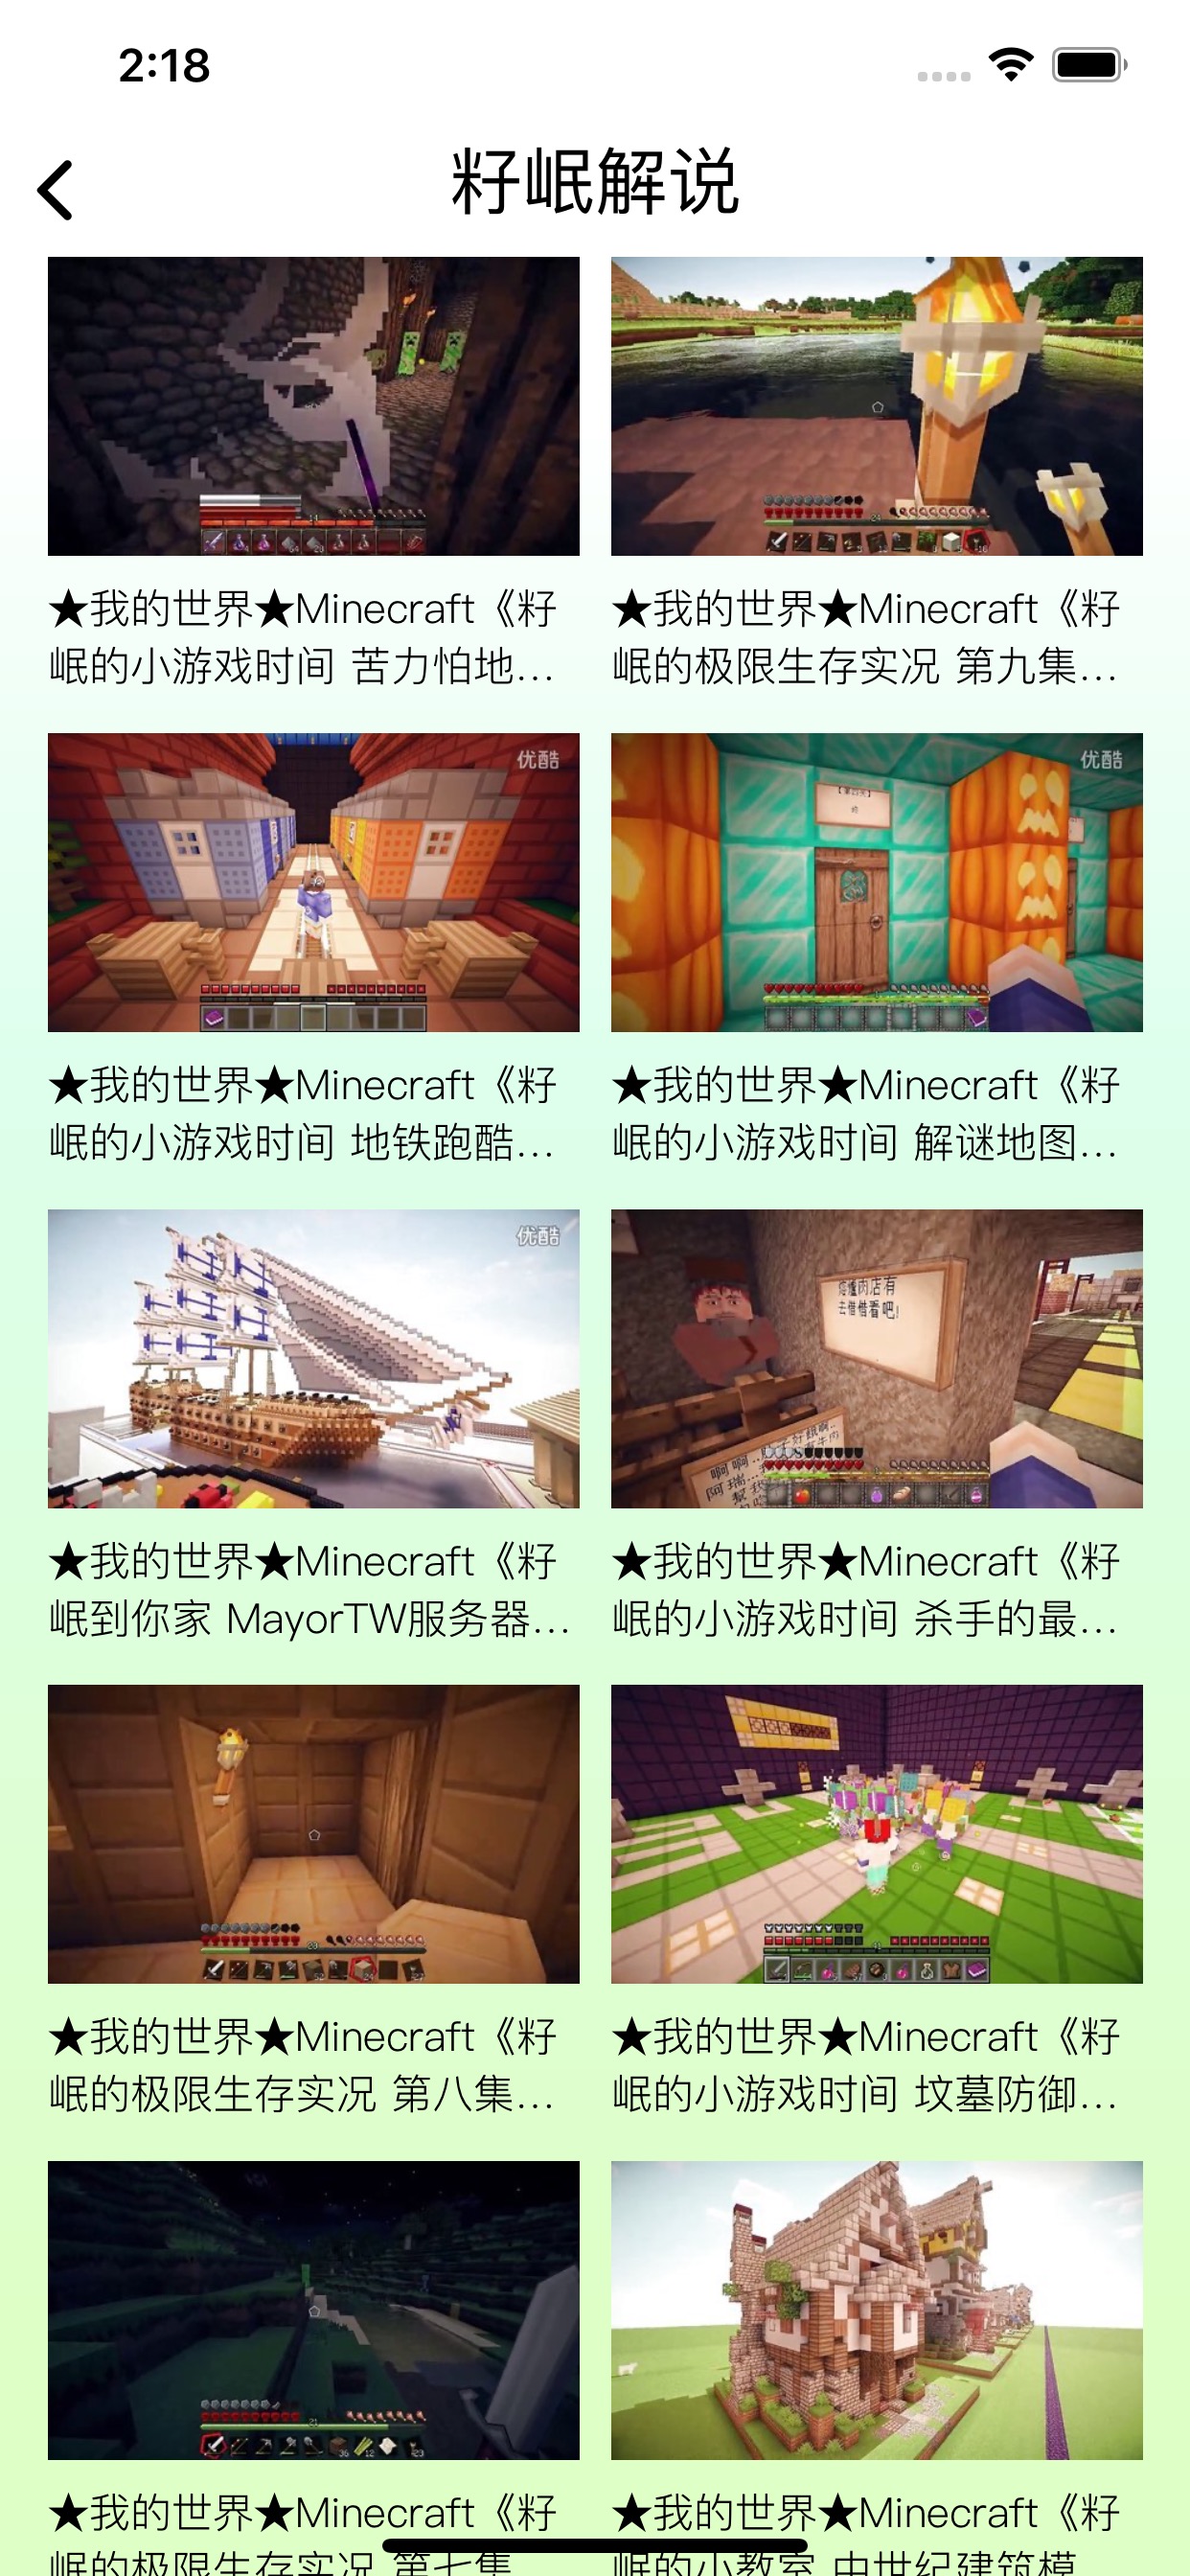 2:18
籽岷解说
★我的世界★Minecraft《籽
岷的小游戏时间 苦力怕地...
★我的世界★Minecraft《籽
岷的极限生存实况 第九集...
优酷
优酷
★我的世界★Minecraft《籽
岷的小游戏时间 地铁跑酷...
★我的世界★Minecraft《籽
岷的小游戏时间 解谜地图...
优酷
肉店有
去借借看吧!
★我的世界★Minecraft《籽
岷到你家 MayorTW服务器...
★我的世界★Minecraft《籽
岷的小游戏时间 杀手的最...
★我的世界★Minecraft《籽
岷的极限生存实况 第八集...
★我的世界★Minecraft《籽
岷的小游戏时间 坟墓防御...
★我的世界★Minecraft《籽
岷的极限生存实况 第七集
★我的世界★Minecraft《籽
岷的小教室 中世纪建筑模